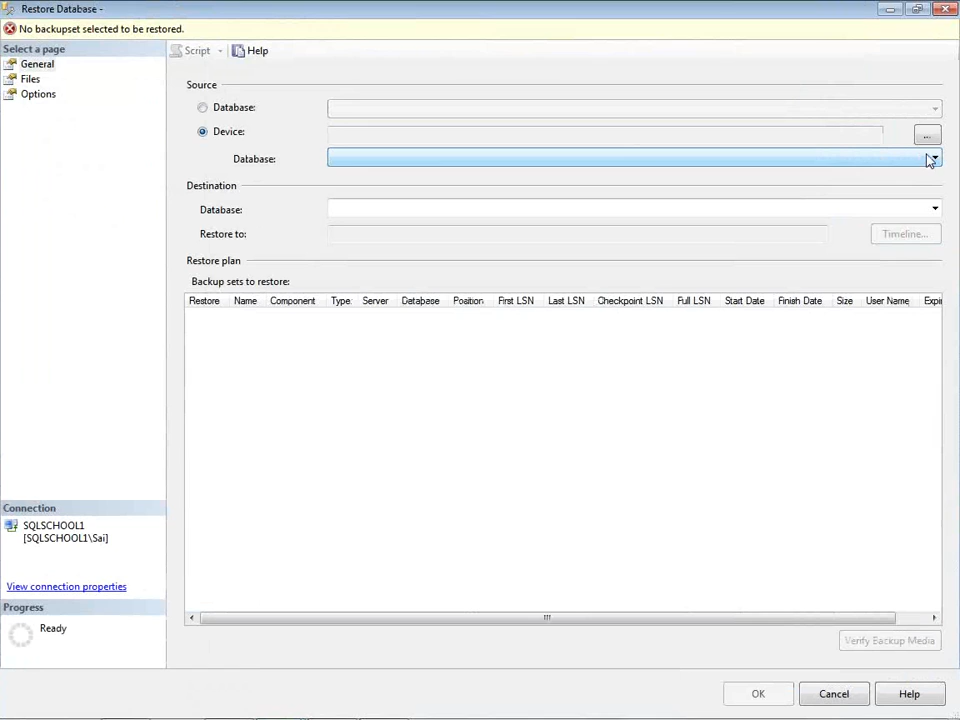 Restore Database -
No backupset selected to be restored.
Select a page
General
Files
Options
Script
Help
Source
Database:
Device:
...
Database:
Destination
Database:
Restore to:
Timeline...
Restore plan
Backup sets to restore:
Restore Name Component Type Server Database Position First LSN Last LSN Checkpoint LSN Full LSN Start Date Finish Date Size User Name Expi
Connection
SQLSCHOOL1
[SQLSCHOOL1\Sai]
View connection properties
Progress
Ready
Verify Backup Media
OK
Cancel
Help